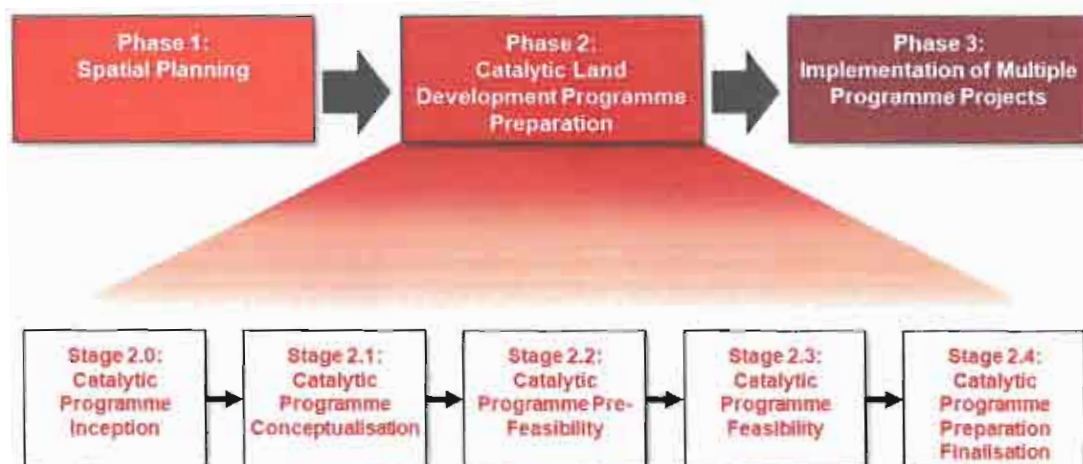 Phase 1:
Spatial Planning
Phase 2:
Catalytic Land
Development Programme
Preparation
Phase 3:
Implementation of Multiple
Programme Projects
Stage 2.0:
Catalytic
Programme
Inception
Stage 2.1:
Catalytic
Programme
Conceptualisation
Stage 2.2:
Catalytic
Programme Pre-
Feasibility
Stage 2.3:
Catalytic
Programme
Feasibility
Stage 2.4:
Catalytic
Programme
Preparation
Finalisation